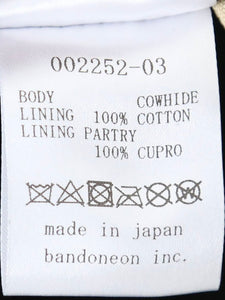 002252-03
BODY COWHIDE
LINING 100% COTTON
LINING PARTRY
100% CUPRO
made in japan
bandoneon inc.